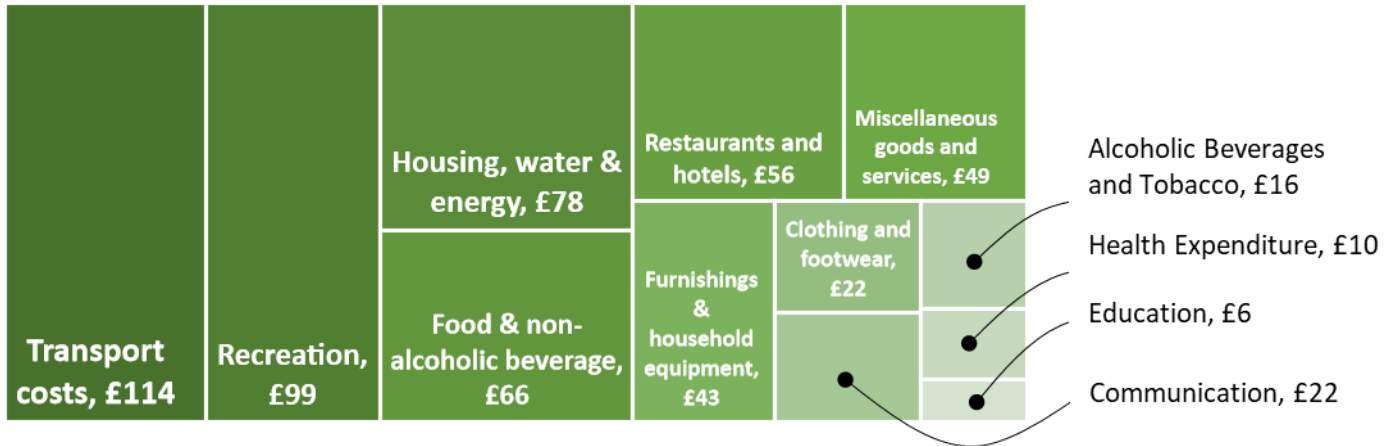 Transport
costs, £114
Recreation,
£99
Housing, water &
energy, £78
Food & non-
alcoholic beverage,
£66
Restaurants and
hotels, £56
Miscellaneous
goods and
services, £49
Furnishings
&
household
equipment,
£43
Clothing and
footwear,
£22
Alcoholic Beverages
and Tobacco, £16
Health Expenditure, £10
Education, £6
Communication, £22